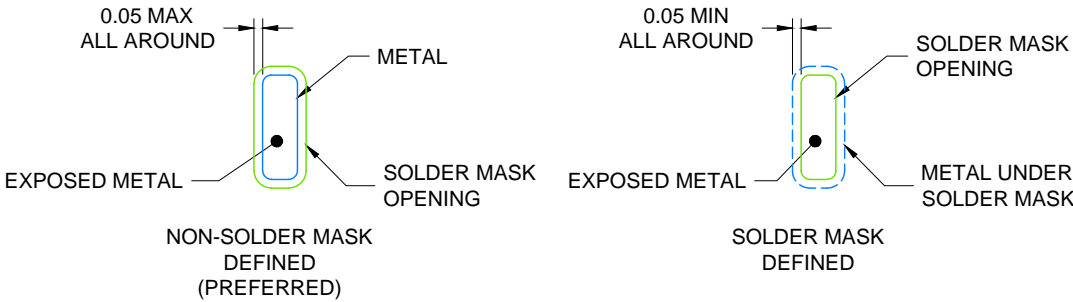 0.05 MAX
ALL AROUND
METAL
EXPOSED METAL
SOLDER MASK
OPENING
NON-SOLDER MASK
DEFINED
(PREFERRED)
0.05 MIN
ALL AROUND
SOLDER MASK
OPENING
EXPOSED METAL
METAL UNDER
SOLDER MASK
SOLDER MASK
DEFINED